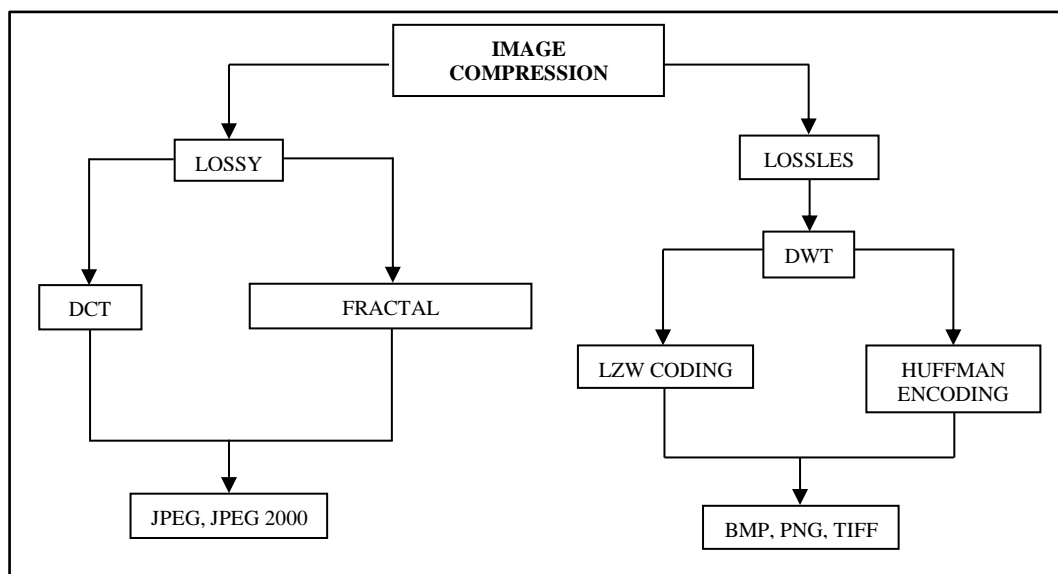 IMAGE
COMPRESSION
LOSSY
LOSSLES
DWT
DCT
FRACTAL
LZW CODING
HUFFMAN
ENCODING
JPEG, JPEG 2000
BMP, PNG, TIFF